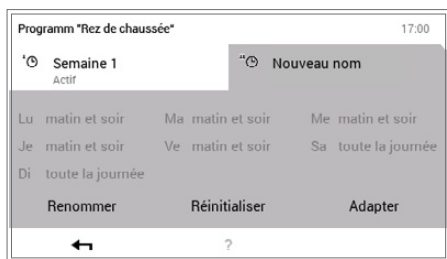 Programm "Rez de chaussée" 17:00
Semaine 1 Nouveau nom
Actif
Lu matin et soir Ma matin et soir Me matin et soir
Je matin et soir Ve matin et soir Sa toute la journée
Di toute la journée
Renommer Réinitialiser Adapter
?